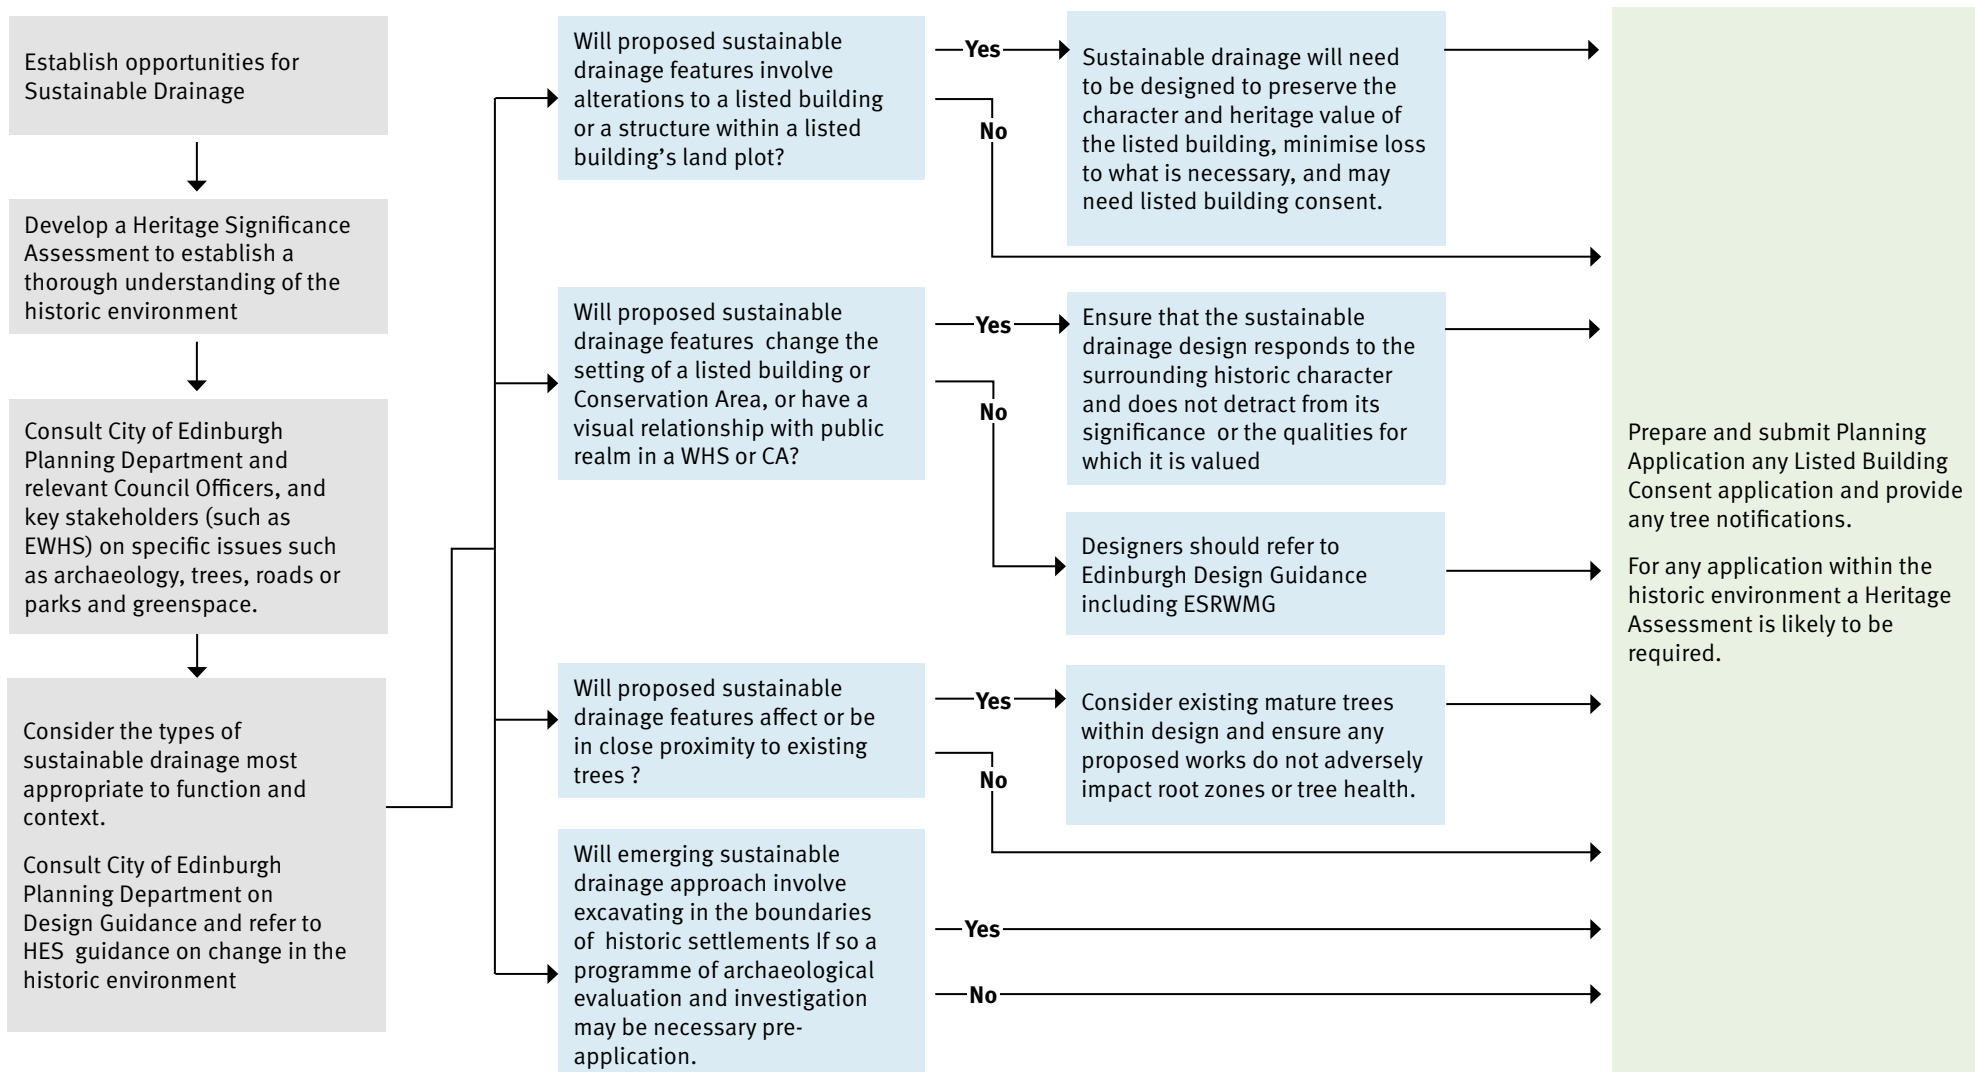 Establish opportunities for
Sustainable Drainage
Develop a Heritage Significance
Assessment to establish a
thorough understanding of the
historic environment
Consult City of Edinburgh
Planning Department and
relevant Council Officers, and
key stakeholders (such as
EWHS) on specific issues such
as archaeology, trees, roads or
parks and greenspace.
Consider the types of
sustainable drainage most
appropriate to function and
context.
Consult City of Edinburgh
Planning Department on
Design Guidance and refer to
HES guidance on change in the
historic environment
Will proposed sustainable
drainage features involve
alterations to a listed building
or a structure within a listed
building's land plot?
Yes
No
Sustainable drainage will need
to be designed to preserve the
character and heritage value of
the listed building, minimise loss
to what is necessary, and may
need listed building consent.
Will proposed sustainable
drainage features change the
setting of a listed building or
Conservation Area, or have a
visual relationship with public
realm in a WHS or CA?
Yes
No
Ensure that the sustainable
drainage design responds to the
surrounding historic character
and does not detract from its
significance or the qualities for
which it is valued
Designers should refer to
Edinburgh Design Guidance
including ESRWMG
Will proposed sustainable
drainage features affect or be
in close proximity to existing
trees ?
Yes
No
Consider existing mature trees
within design and ensure any
proposed works do not adversely
impact root zones or tree health.
Will emerging sustainable
drainage approach involve
excavating in the boundaries
of historic settlements If so a
programme of archaeological
evaluation and investigation
may be necessary pre-
application.
Yes
No
Prepare and submit Planning
Application any Listed Building
Consent application and provide
any tree notifications.
For any application within the
historic environment a Heritage
Assessment is likely to be
required.